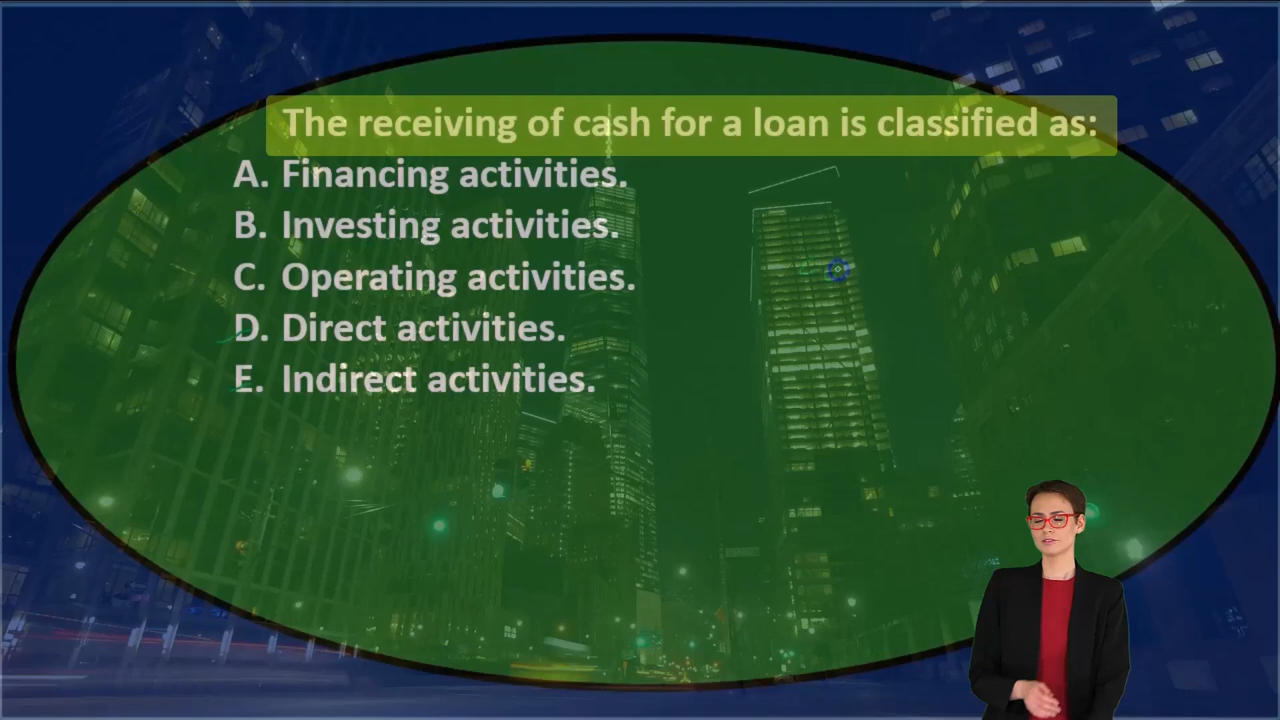 The receiving of cash for a loan is classified as:
A. Financing activities.
B. Investing activities.
C. Operating activities.
D. Direct activities.
E. Indirect activities.